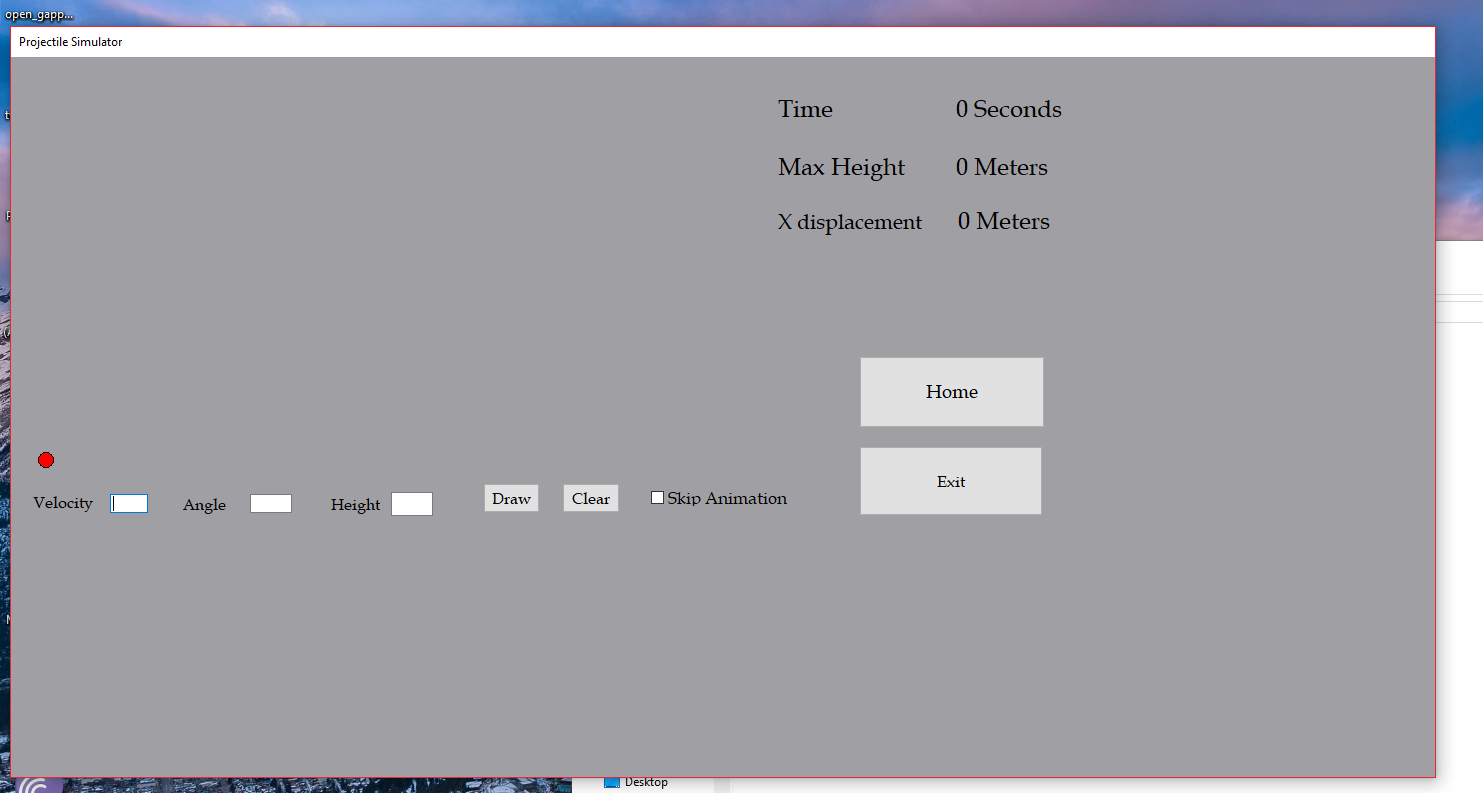 open_gapp...
Projectile Simulator
Time 0 Seconds
Max Height 0 Meters
X displacement 0 Meters
Home
Exit
Velocity Angle Height Draw Clear Skip Animation
Desktop